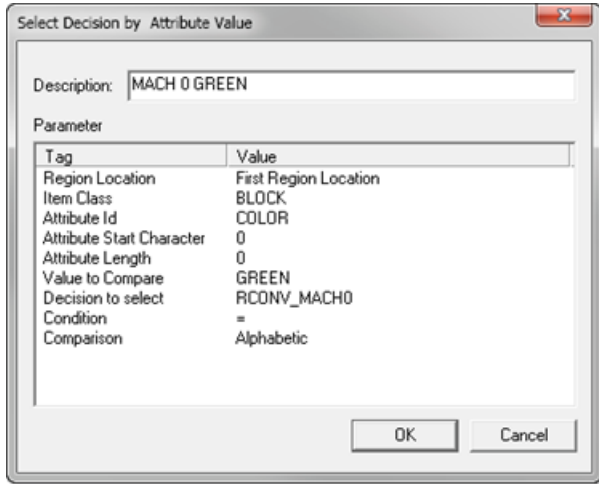 Select Decision by Attribute Value
Description: MACH 0 GREEN
Parameter
Tag Value
Region Location First Region Location
Item Class BLOCK
Attribute Id COLOR
Attribute Start Character 0
Attribute Length 0
Value to Compare GREEN
Decision to select RCONV_MACH0
Condition =
Comparison Alphabetic
OK Cancel